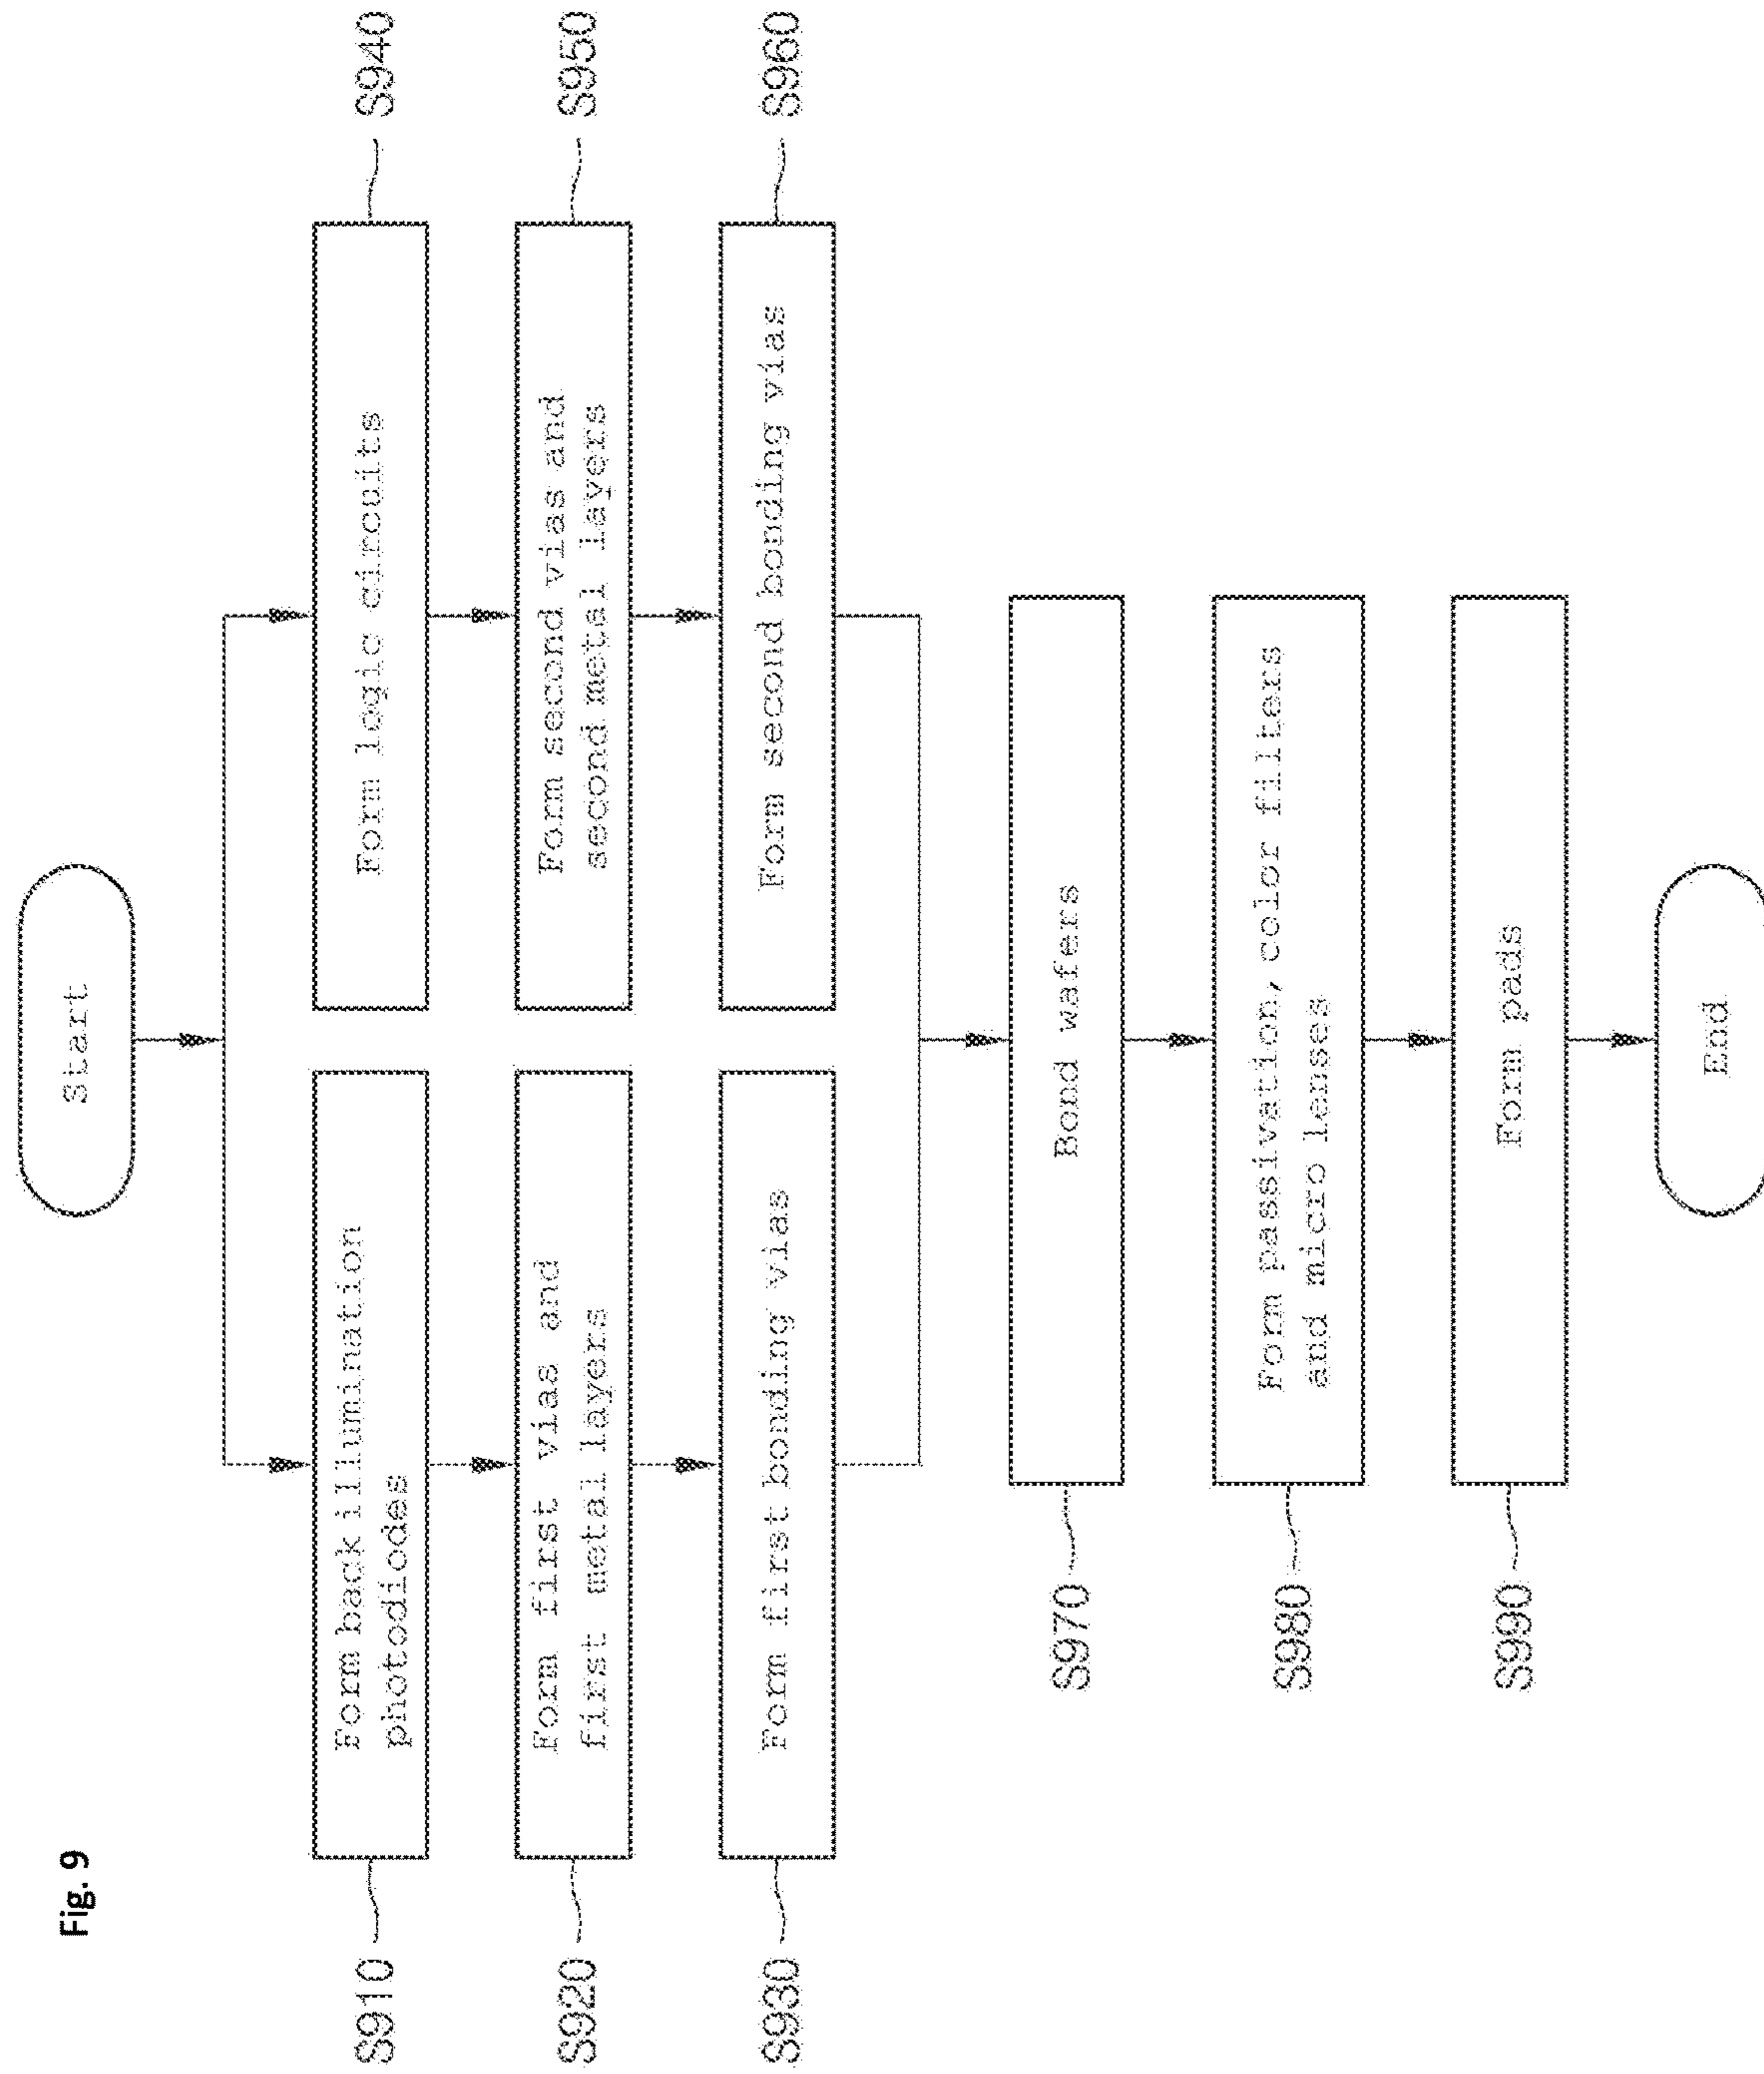 Fig. 9
Start
S910
Form back illumination
photodiodes
Form logic circuits
S940
S920
Form first vias and
first metal layers
Form second vias and
second metal layers
S950
S930
Form first bonding vias
Form second bonding vias
S960
S970
Bond wafers
S980
Form passivation, color filters
and micro lenses
S990
Form pads
End